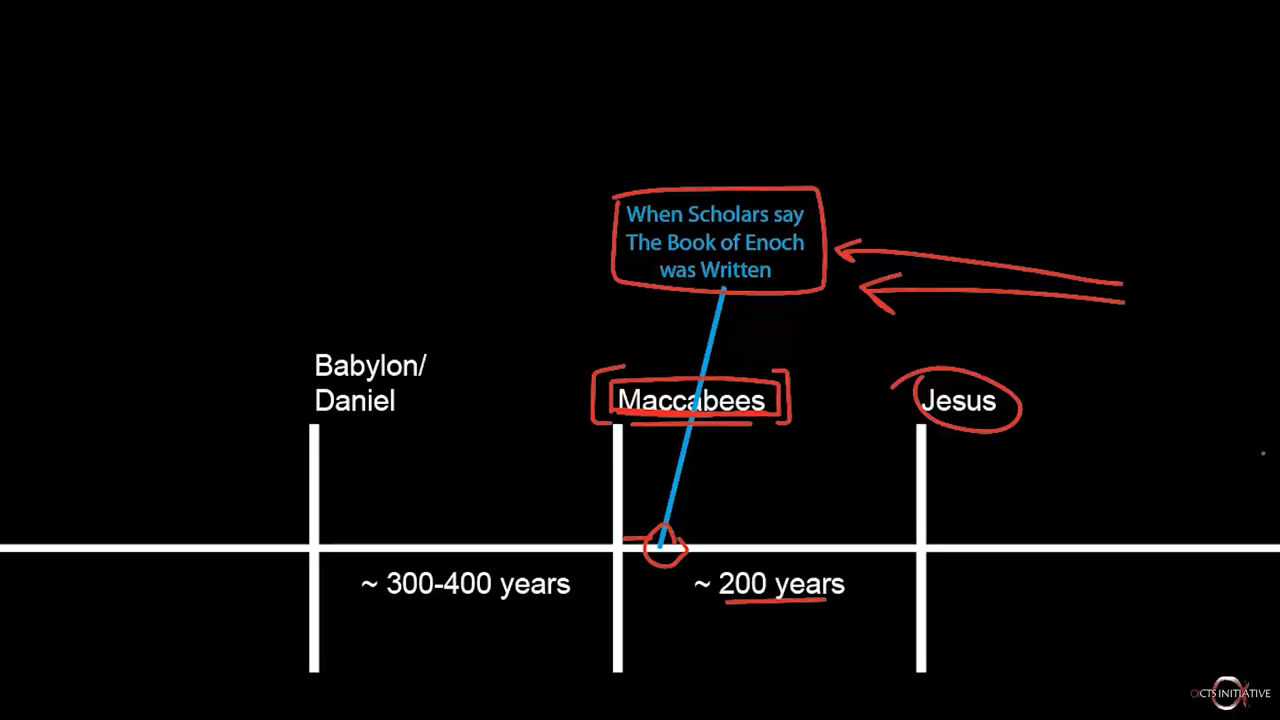 When Scholars say
The Book of Enoch
was Written
Babylon/
Daniel
Maccabees
Jesus
~ 300-400 years
~ 200 years
ACTS INITIATIVE